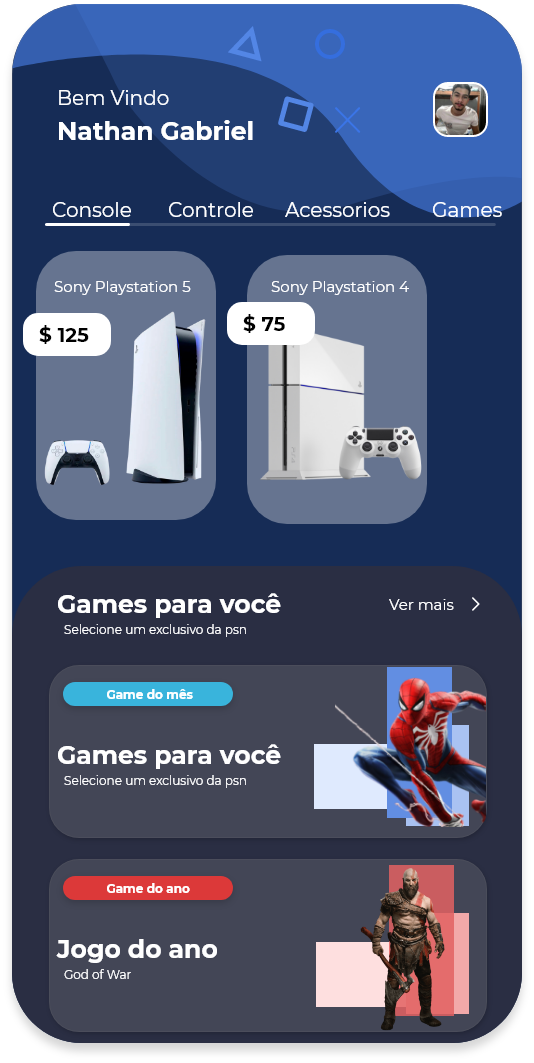 Bem Vindo
Nathan Gabriel
Console Controle Acessorios Games
Sony Playstation 5
Sony Playstation 4
$ 125
$ 75
Games para você
Ver mais
Selecione um exclusivo da psn
Game do mês
Games para você
Selecione um exclusivo da psn
Game do ano
Jogo do ano
God of War